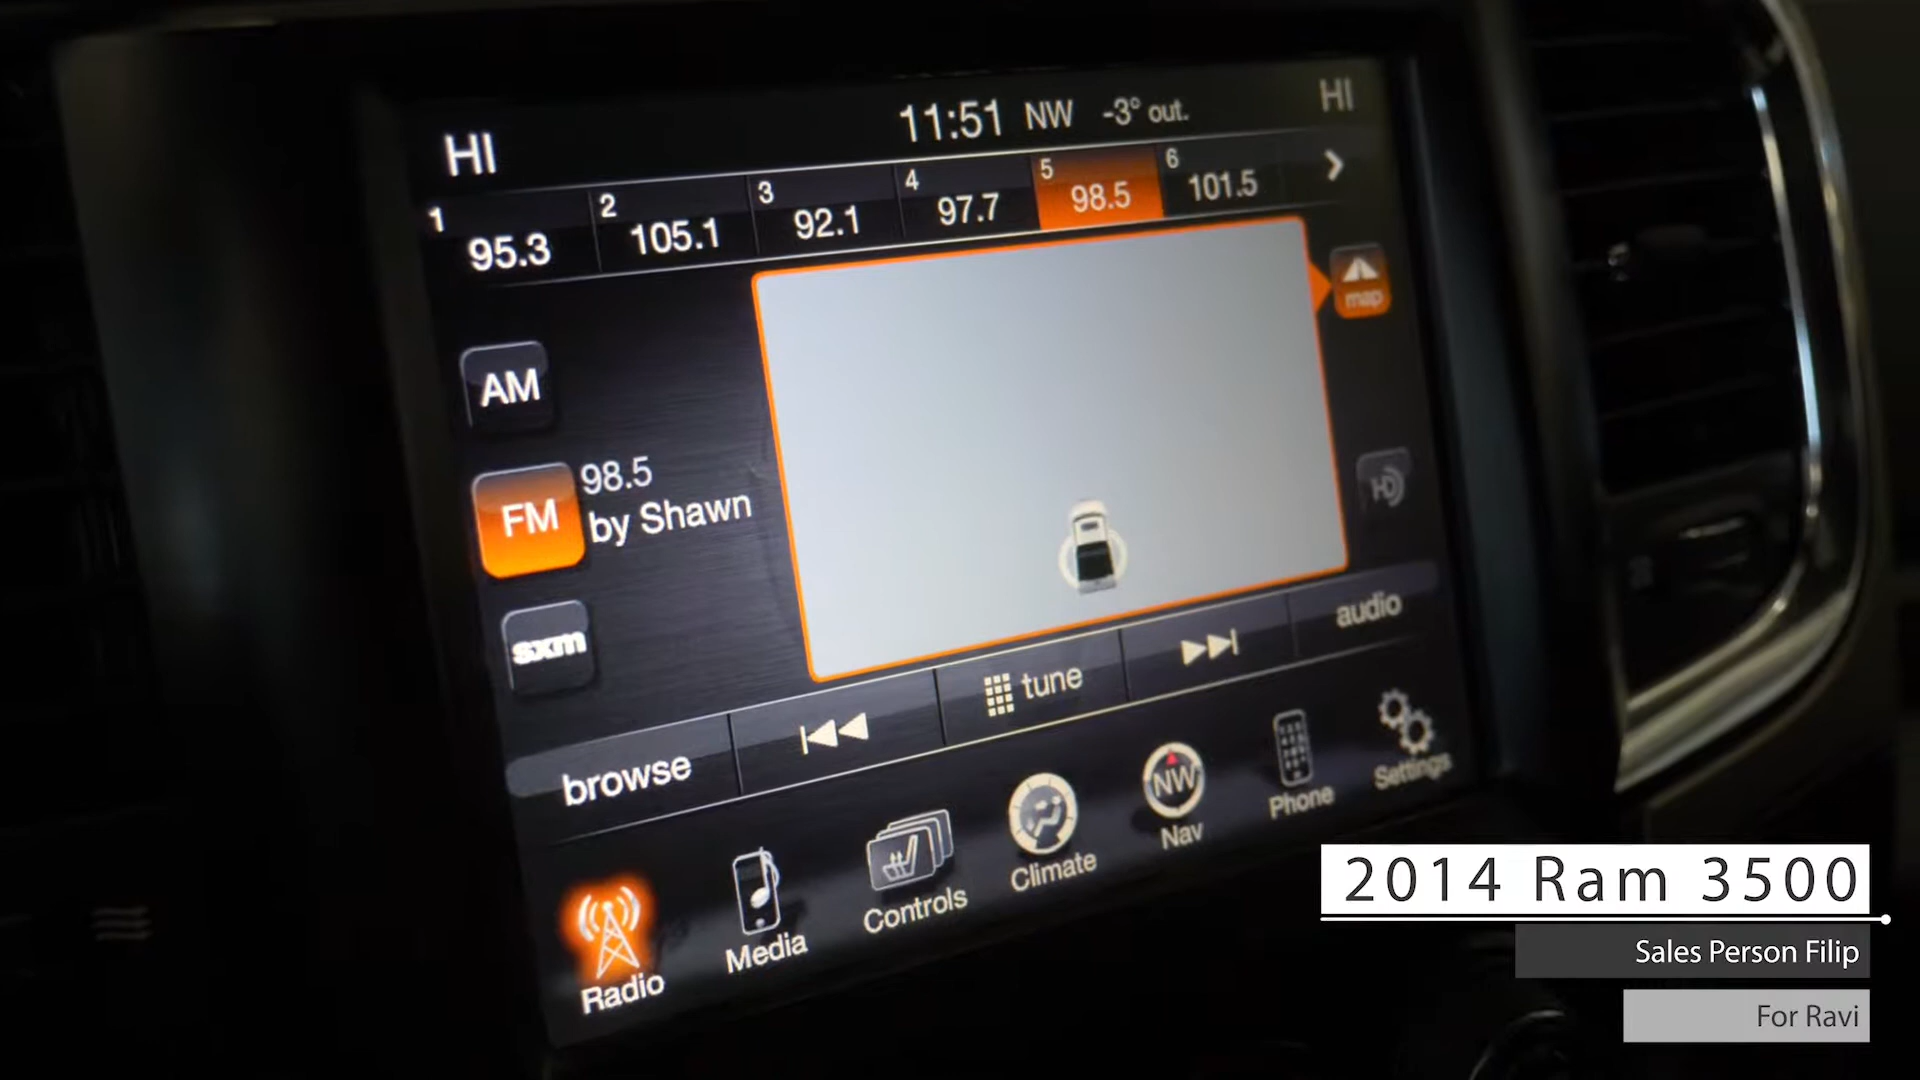 HI 11:51 NW -3° out. HI
1 95.3 2 105.1 3 92.1 4 97.7 5 98.5 6 101.5
map
AM
98.5
FM by Shawn
HD
sxm
browse tune audio
Radio Media Controls Climate NW Nav Phone Settings
2014 Ram 3500
Sales Person Filip
For Ravi